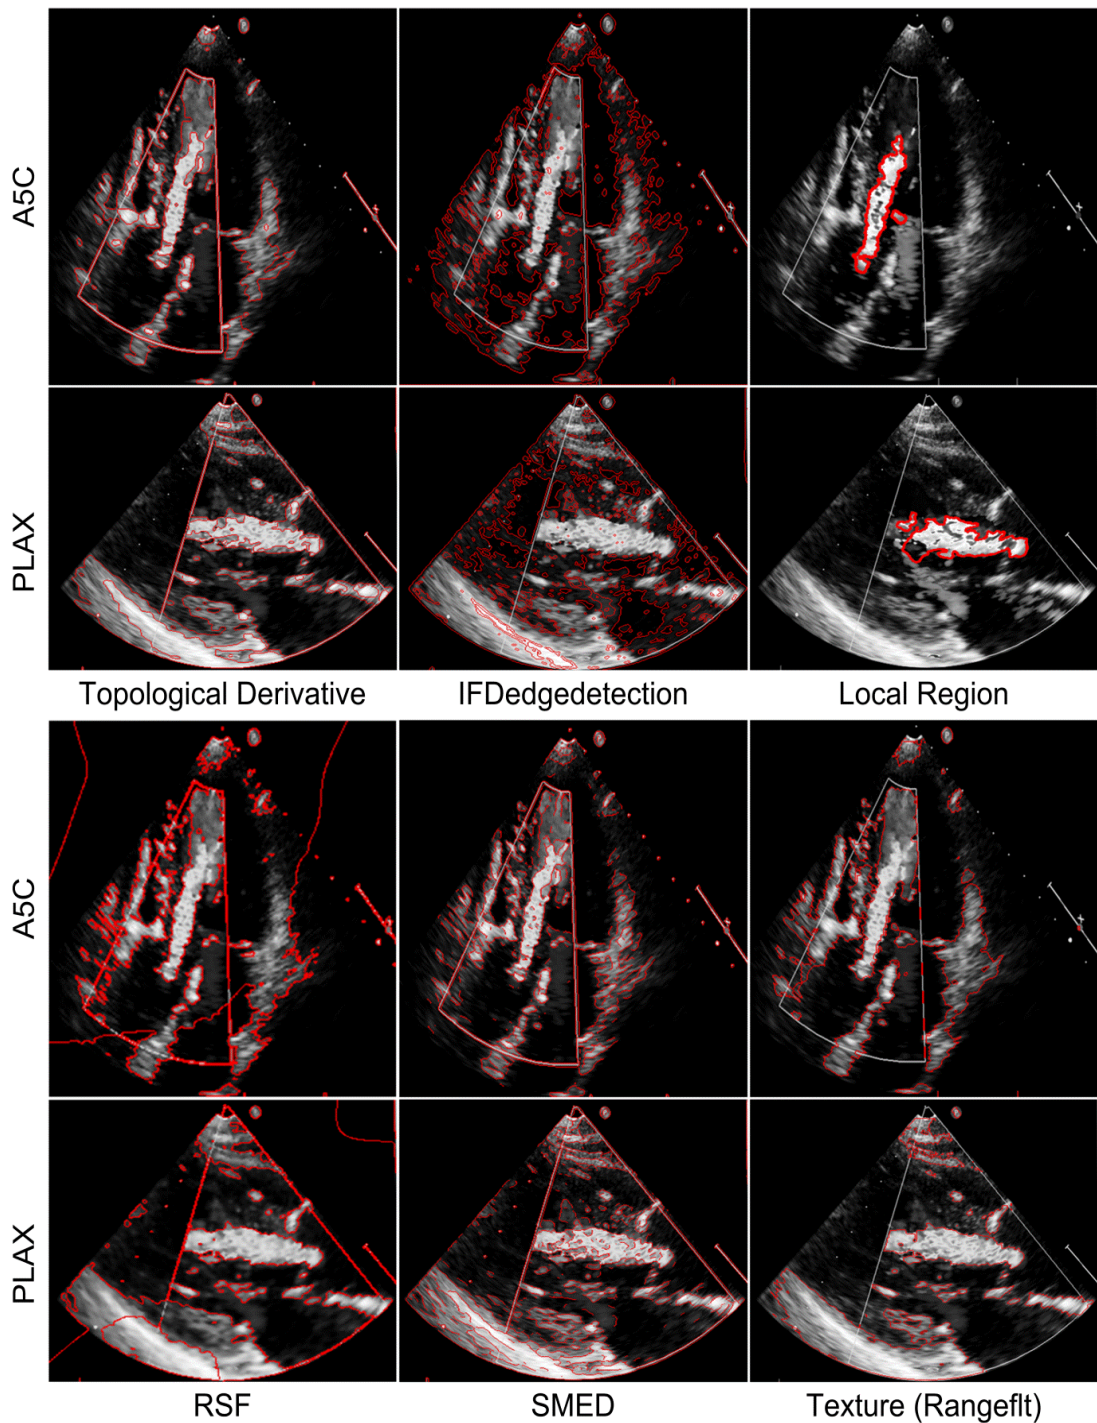 A5C
PLAX
Topological Derivative
IFDedgedetection
Local Region
A5C
PLAX
RSF
SMED
Texture (Rangeflt)